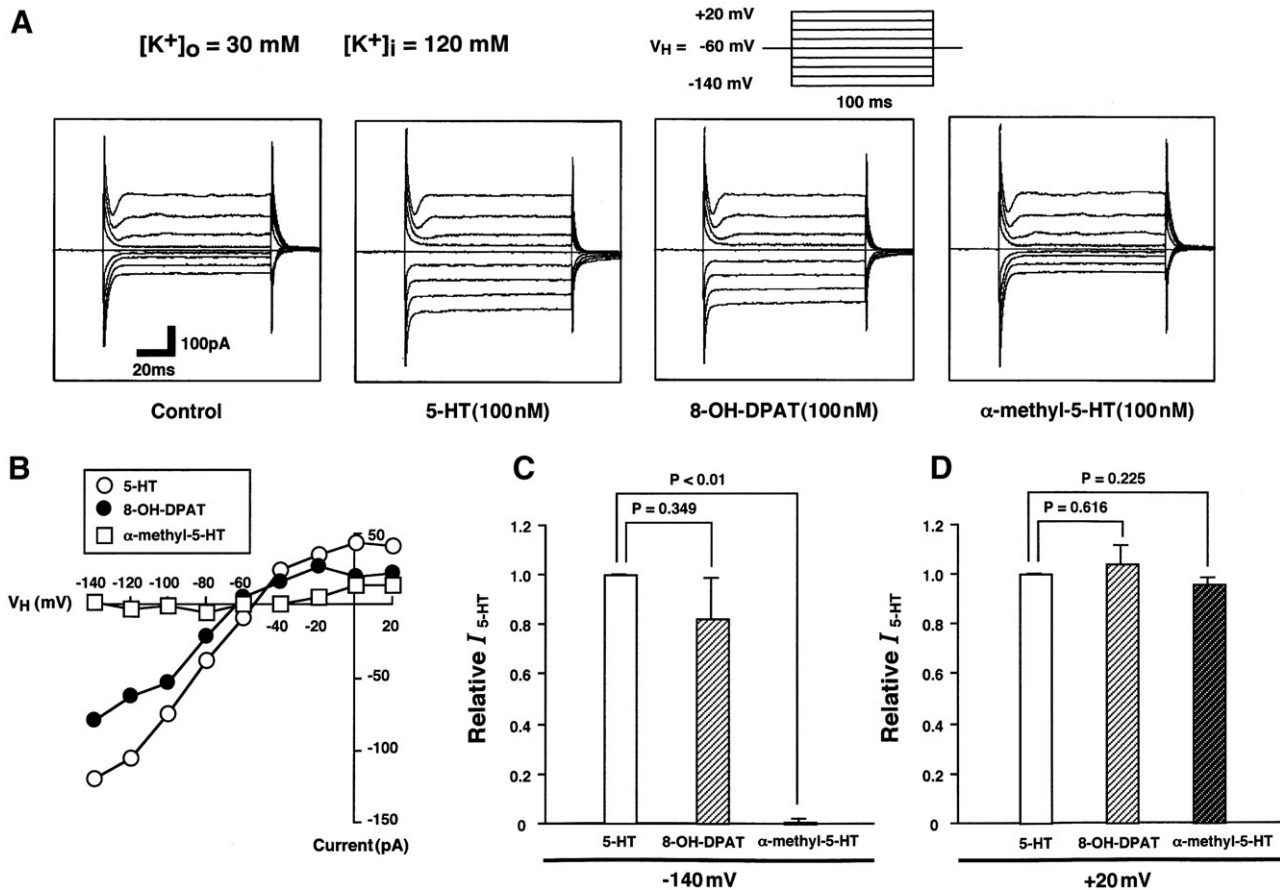 A
[K+]o = 30 mM [K+]i = 120 mM
+20 mV
VH = -60 mV
-140 mV
100 ms
100pA
20ms
Control
5-HT(100nM)
8-OH-DPAT(100nM)
α-methyl-5-HT(100nM)
B
5-HT
8-OH-DPAT
α-methyl-5-HT
50
-140 -120 -100 -80 -60
VH (mV)
-40 -20 20
-50
-100
-150
Current(pA)
C
P < 0.01
P = 0.349
1.2
1.0
0.8
0.6
0.4
0.2
0
Relative I 5-HT
5-HT 8-OH-DPAT α-methyl-5-HT
-140mV
D
P = 0.225
P = 0.616
1.2
1.0
0.8
0.6
0.4
0.2
0
Relative I 5-HT
5-HT 8-OH-DPAT α-methyl-5-HT
+20mV